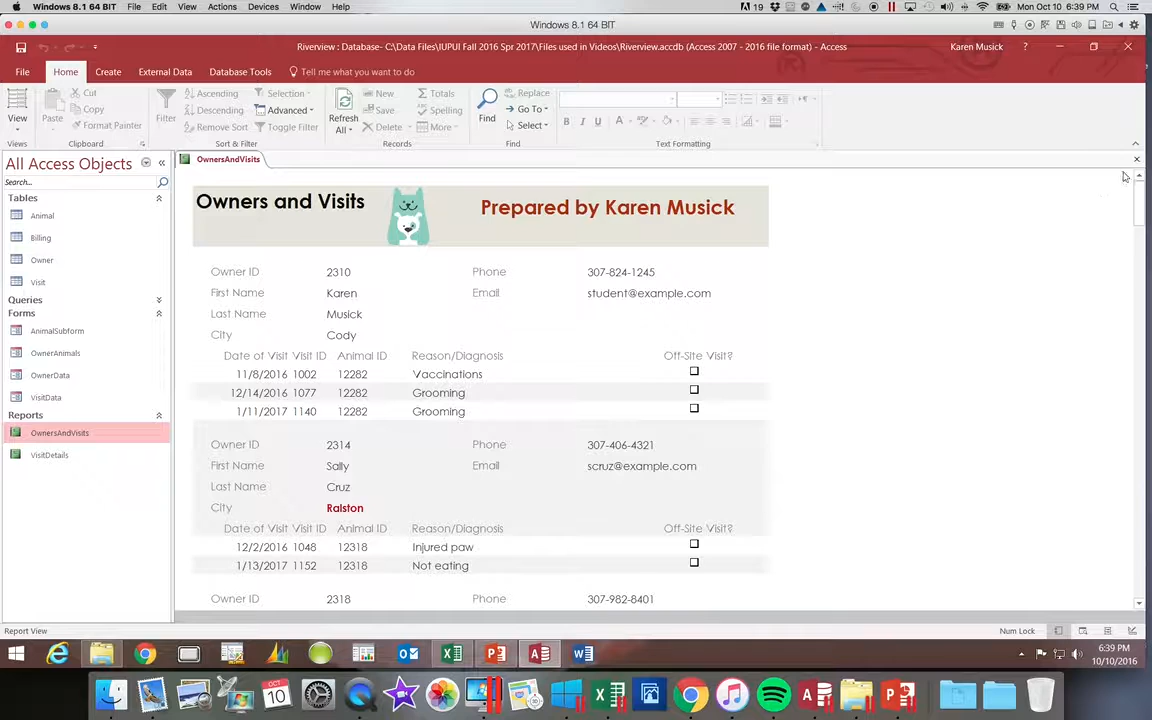 Windows 8.1 64 BIT File Edit View Actions Devices Window Help 19 Mon Oct 10 6:39 PM
Windows 8.1 64 BIT
Riverview : Database- C:\Data Files\IUPUI Fall 2016 Spr 2017\Files used in Videos\Riverview.accdb (Access 2007 - 2016 file format) - Access Karen Musick ?
File Home Create External Data Database Tools Tell me what you want to do
View Paste Cut Copy Format Painter Filter Ascending Descending Remove Sort Selection Advanced Toggle Filter Refresh All New Save Delete Totals Spelling More Find Replace Go To Select B I U A
Views Clipboard Sort & Filter Records Find Text Formatting
All Access Objects
Search...
Tables
Animal
Billing
Owner
Visit
Queries
Forms
AnimalSubform
OwnerAnimals
OwnerData
VisitData
Reports
OwnersAndVisits
VisitDetails
OwnersAndVisits
Owners and Visits Prepared by Karen Musick
Owner ID 2310 Phone 307-824-1245
First Name Karen Email student@example.com
Last Name Musick
City Cody
Date of Visit Visit ID Animal ID Reason/Diagnosis Off-Site Visit?
11/8/2016 1002 12282 Vaccinations
12/14/2016 1077 12282 Grooming
1/11/2017 1140 12282 Grooming
Owner ID 2314 Phone 307-406-4321
First Name Sally Email scruz@example.com
Last Name Cruz
City Ralston
Date of Visit Visit ID Animal ID Reason/Diagnosis Off-Site Visit?
12/2/2016 1048 12318 Injured paw
1/13/2017 1152 12318 Not eating
Owner ID 2318 Phone 307-982-8401
Report View Num Lock
6:39 PM
10/10/2016
OCT
10